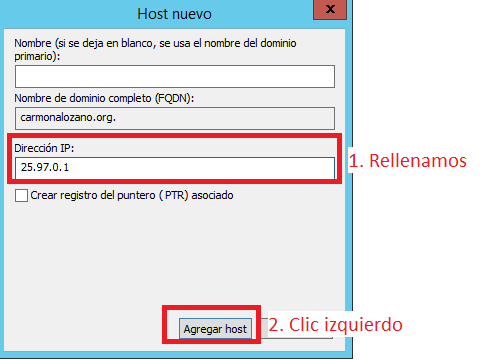 Host nuevo
x
Nombre (si se deja en blanco, se usa el nombre del dominio
primario):
Nombre de dominio completo (FQDN):
carmonalozano.org.
Dirección IP:
25.97.0.1
1. Rellenamos
Crear registro del puntero (PTR) asociado
Agregar host
2. Clic izquierdo